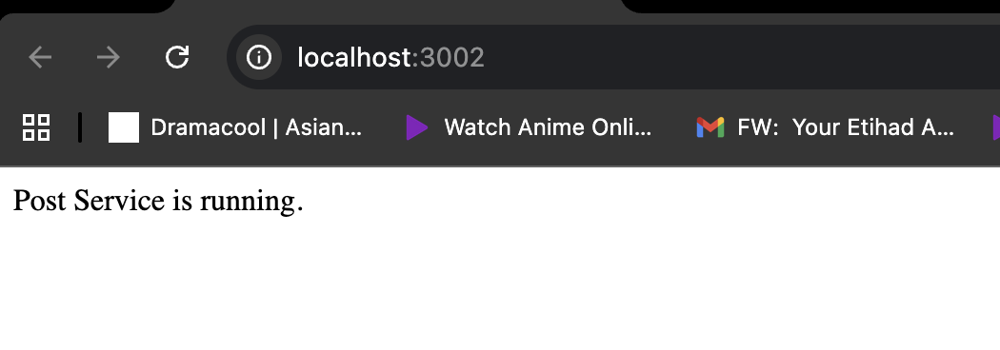 localhost:3002
Dramacool | Asian... Watch Anime Onli... FW: Your Etihad A...
Post Service is running.